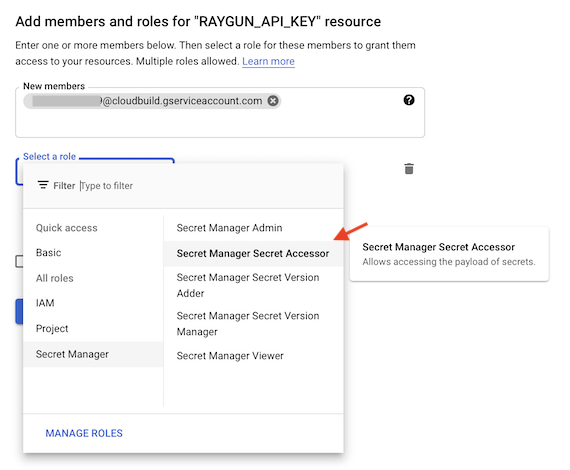 Add members and roles for "RAYGUN_API_KEY" resource
Enter one or more members below. Then select a role for these members to grant them
access to your resources. Multiple roles allowed. Learn more
New members
@cloudbuild.gserviceaccount.com
Select a role
Filter Type to filter
Quick access
Basic
All roles
IAM
Project
Secret Manager
Secret Manager Admin
Secret Manager Secret Accessor
Secret Manager Secret Version
Adder
Secret Manager Secret Version
Manager
Secret Manager Viewer
Secret Manager Secret Accessor
Allows accessing the payload of secrets.
MANAGE ROLES